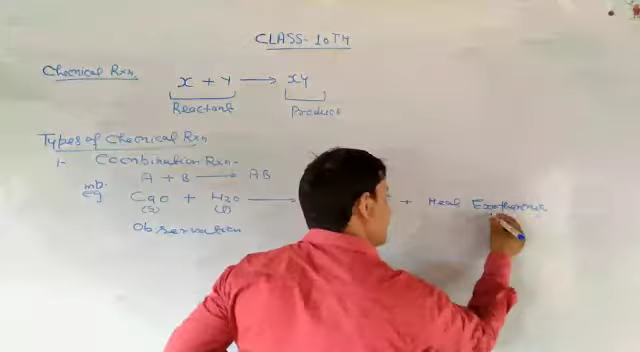 CLASS-10TH
Chemical Rxn
X + Y → XY
Reactant Product
Types of Chemical Rxn
1- Combination Rxn-
A + B → AB
imp. eg CaO + H2O → + Heat Exothermic
(s) (l)
Observation